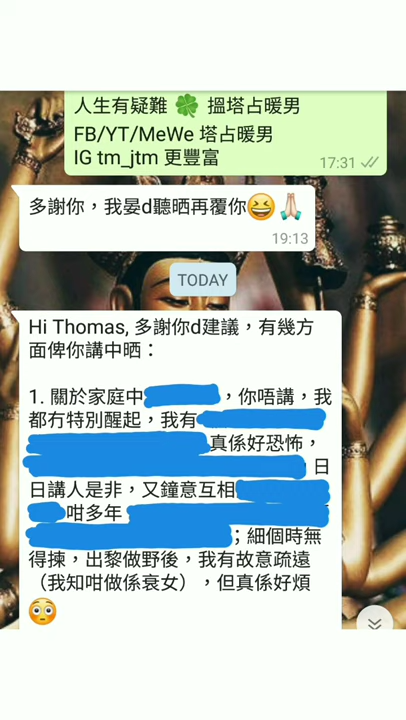 人生有疑難 🍀 搵塔占暖男
FB/YT/MeWe 塔占暖男
IG tm_jtm 更豐富
17:31
多謝你，我晏d聽晒再覆你😆🙏🏻
19:13
TODAY
Hi Thomas, 多謝你d建議，有幾方
面俾你講中晒：
1. 關於家庭中，你唔講，我
都冇特別醒起，我有
真係好恐怖，
，日
日講人是非，又鐘意互相
咁多年
；細個時無
得揀，出黎做野後，我有故意疏遠
（我知咁做係衰女），但真係好煩
😳